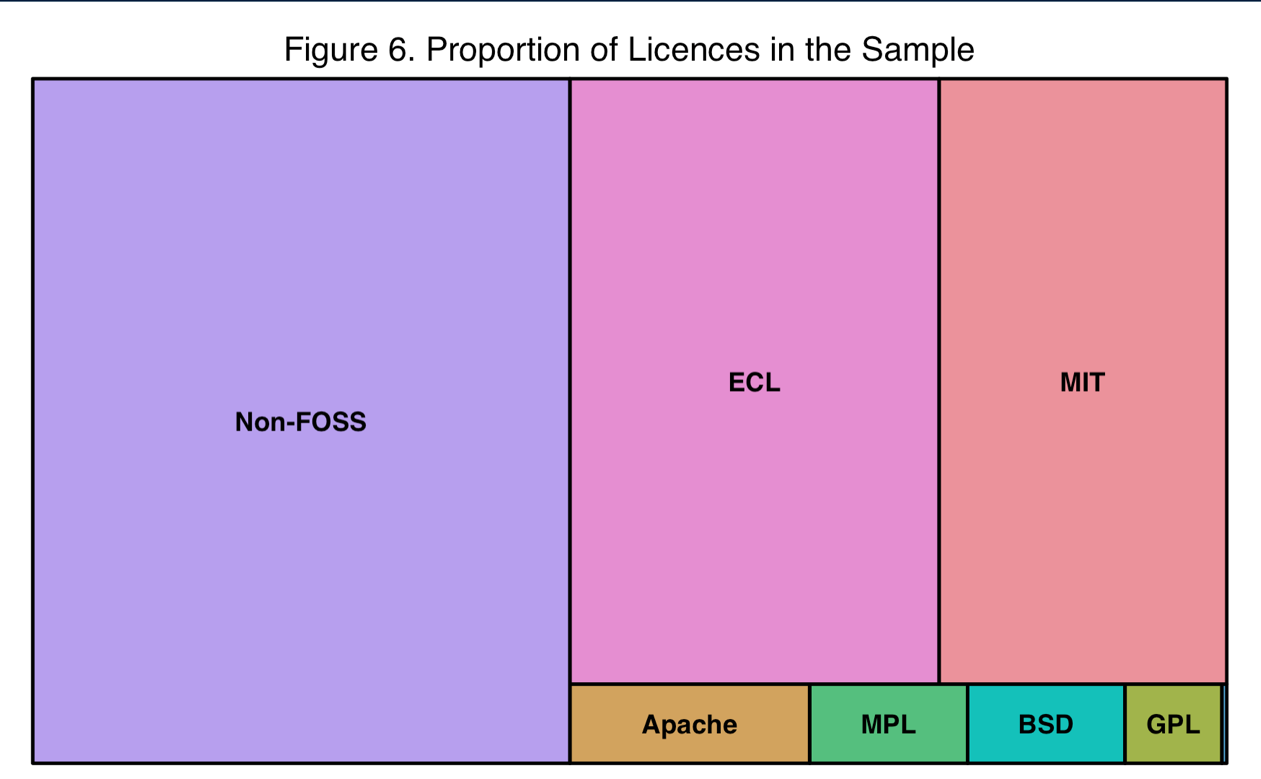 Figure 6. Proportion of Licences in the Sample
Non-FOSS
ECL
MIT
Apache
MPL
BSD
GPL